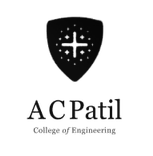 A C Patil
College of Engineering